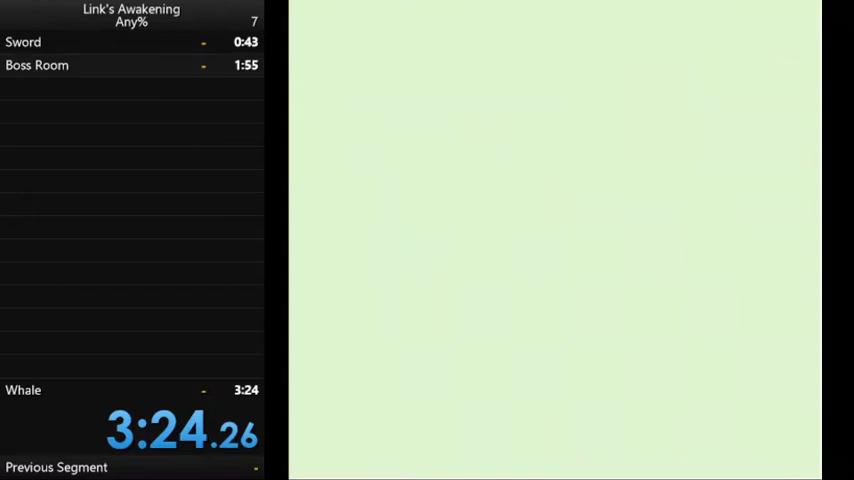 Link's Awakening
Any% 7
Sword - 0:43
Boss Room - 1:55
Whale - 3:24
3:24.26
Previous Segment -